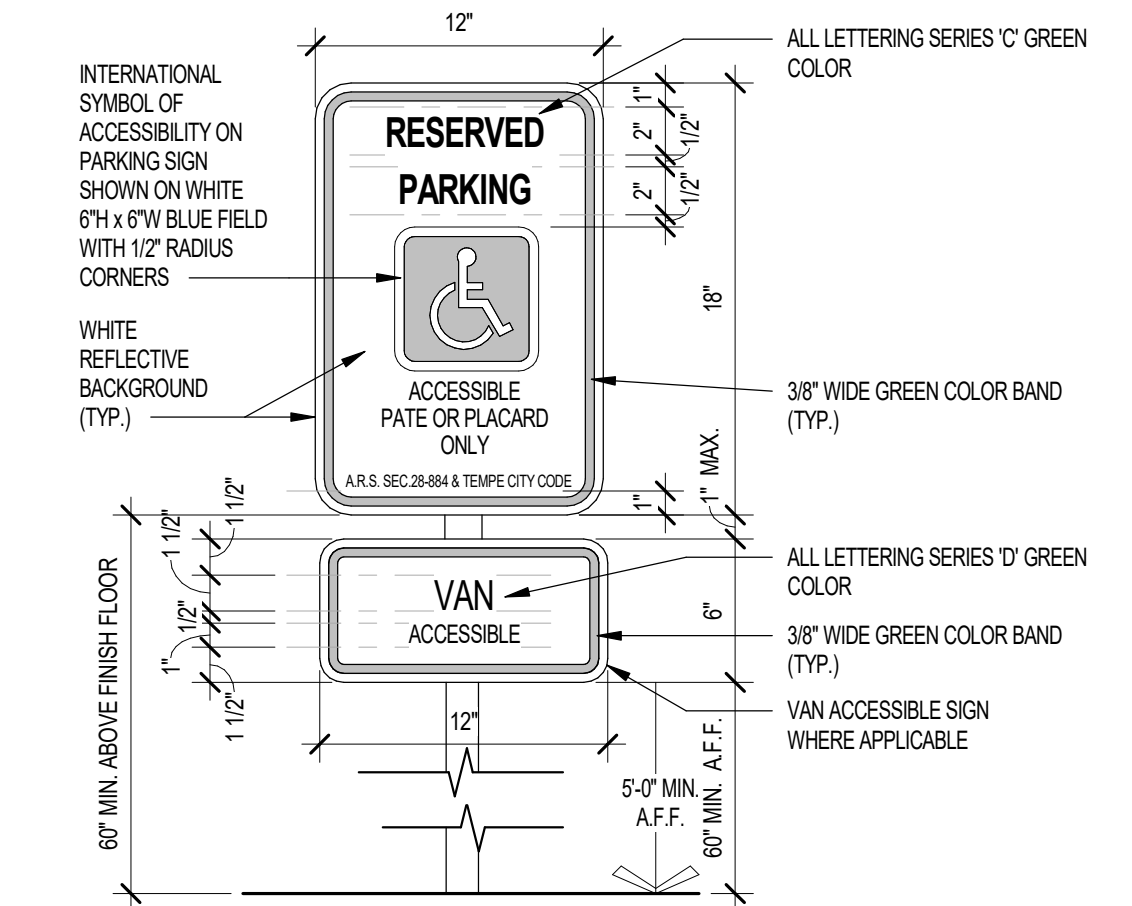 12"
ALL LETTERING SERIES 'C' GREEN
COLOR
INTERNATIONAL
SYMBOL OF
ACCESSIBILITY ON
PARKING SIGN
SHOWN ON WHITE
6"H x 6"W BLUE FIELD
WITH 1/2" RADIUS
CORNERS
WHITE
REFLECTIVE
BACKGROUND
(TYP.)
RESERVED
PARKING
ACCESSIBLE
PATE OR PLACARD
ONLY
A.R.S. SEC.28-884 & TEMPE CITY CODE
1"
2"
1/2"
2"
1/2"
18"
3/8" WIDE GREEN COLOR BAND
(TYP.)
1"
1" MAX.
VAN
ACCESSIBLE
1 1/2"
1 1/2"
1/2"
1"
1 1/2"
60" MIN. ABOVE FINISH FLOOR
ALL LETTERING SERIES 'D' GREEN
COLOR
6"
3/8" WIDE GREEN COLOR BAND
(TYP.)
VAN ACCESSIBLE SIGN
WHERE APPLICABLE
12"
5'-0" MIN.
A.F.F.
60" MIN. A.F.F.